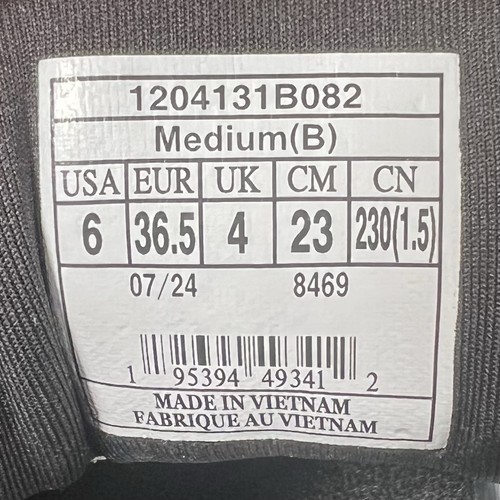 1204131B082
Medium(B)
USA EUR UK CM CN
6 36.5 4 23 230(1.5)
07/24 8469
1 95394 49341 2
MADE IN VIETNAM
FABRIQUE AU VIETNAM